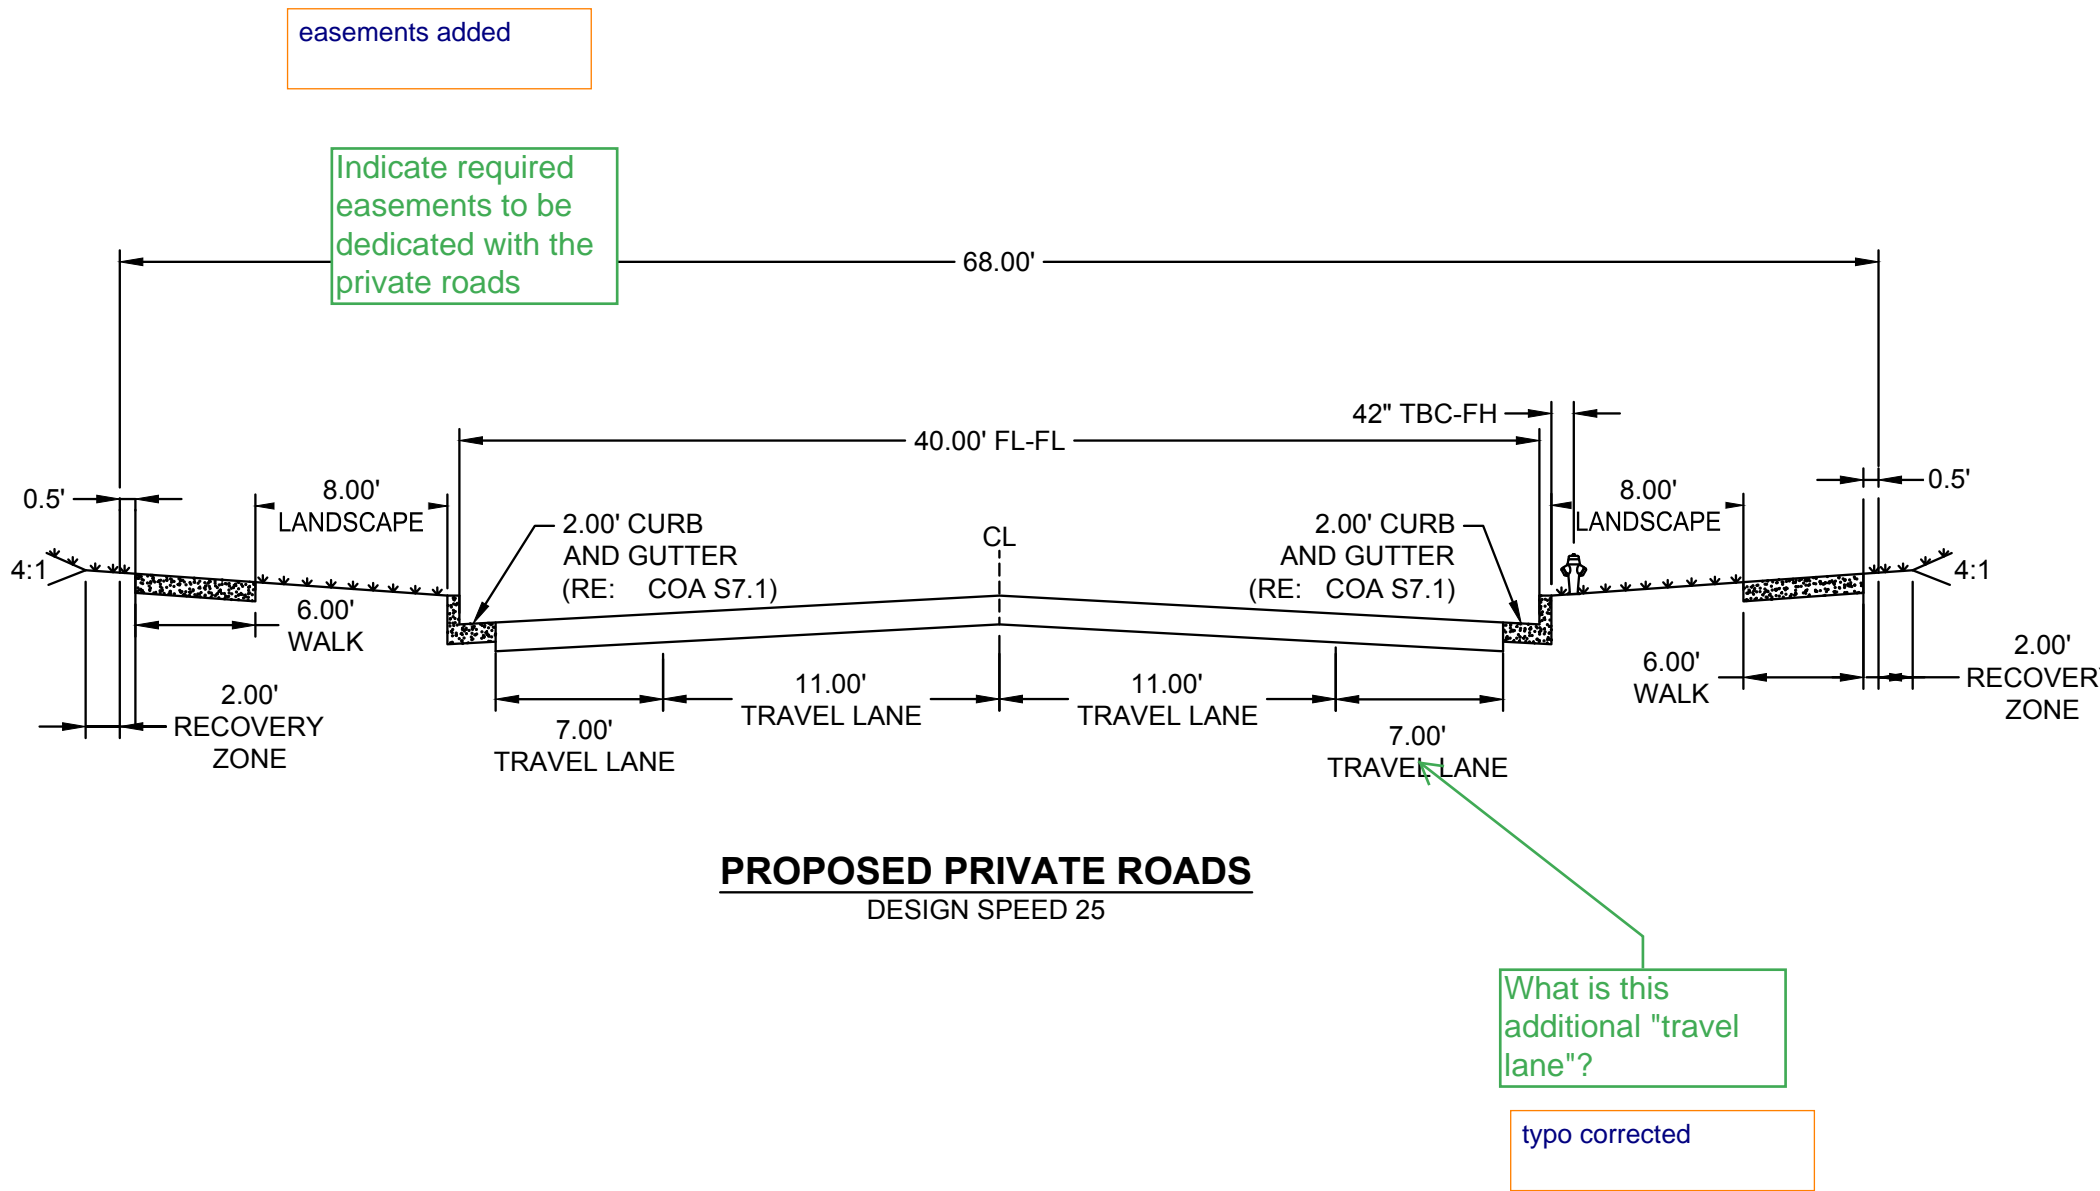 easements added
Indicate required
easements to be
dedicated with the
private roads
68.00'
42" TBC-FH
40.00' FL-FL
0.5'
8.00'
LANDSCAPE
2.00' CURB
AND GUTTER
(RE: COA S7.1)
CL
2.00' CURB
AND GUTTER
(RE: COA S7.1)
8.00'
LANDSCAPE
0.5'
4:1
4:1
6.00'
WALK
2.00'
RECOVERY
ZONE
7.00'
TRAVEL LANE
11.00'
TRAVEL LANE
11.00'
TRAVEL LANE
7.00'
TRAVEL LANE
6.00'
WALK
2.00'
RECOVERY
ZONE
PROPOSED PRIVATE ROADS
DESIGN SPEED 25
What is this
additional "travel
lane"?
typo corrected